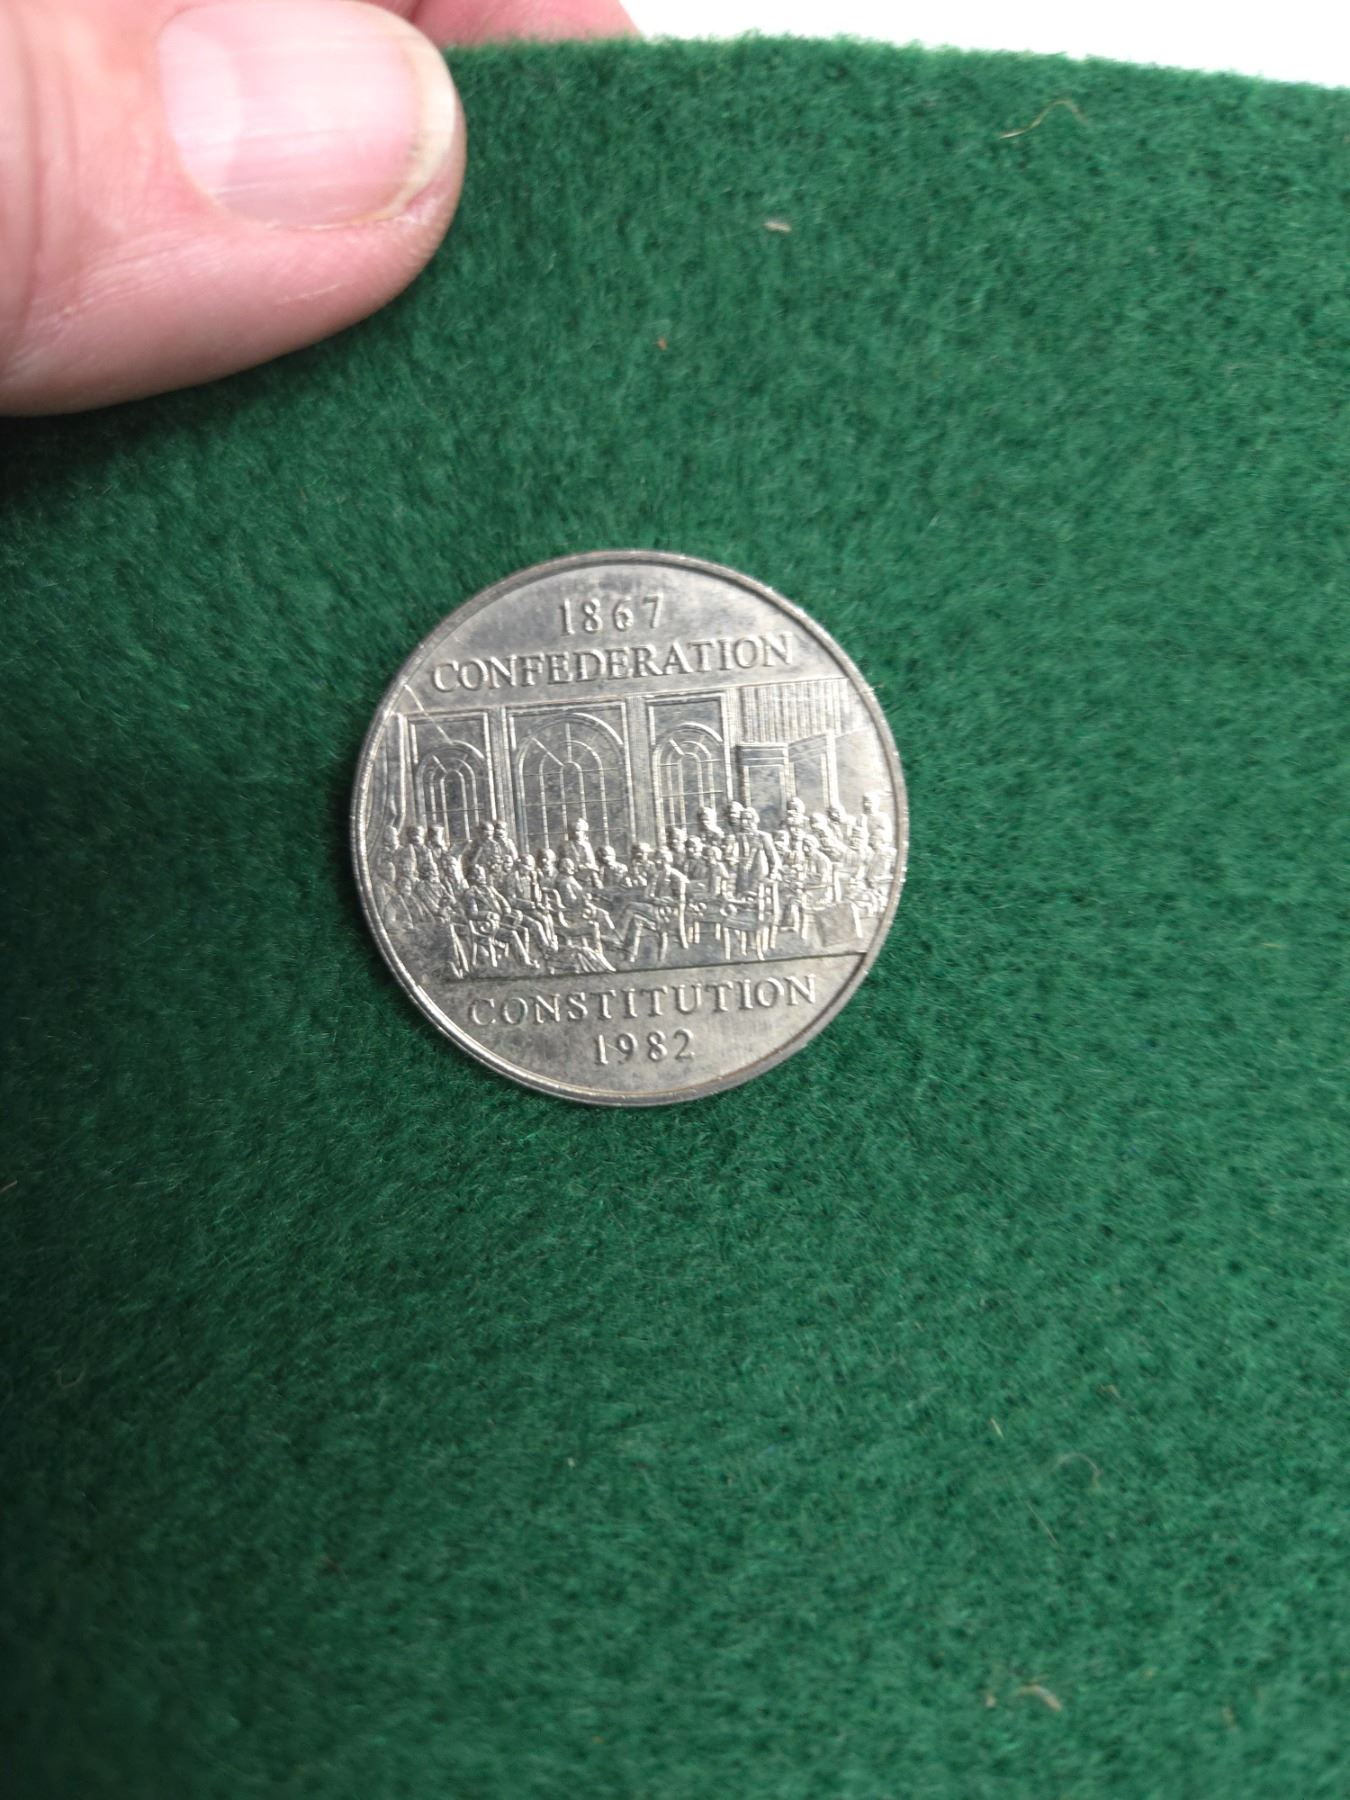 1867
CONFEDERATION
CONSTITUTION
1982